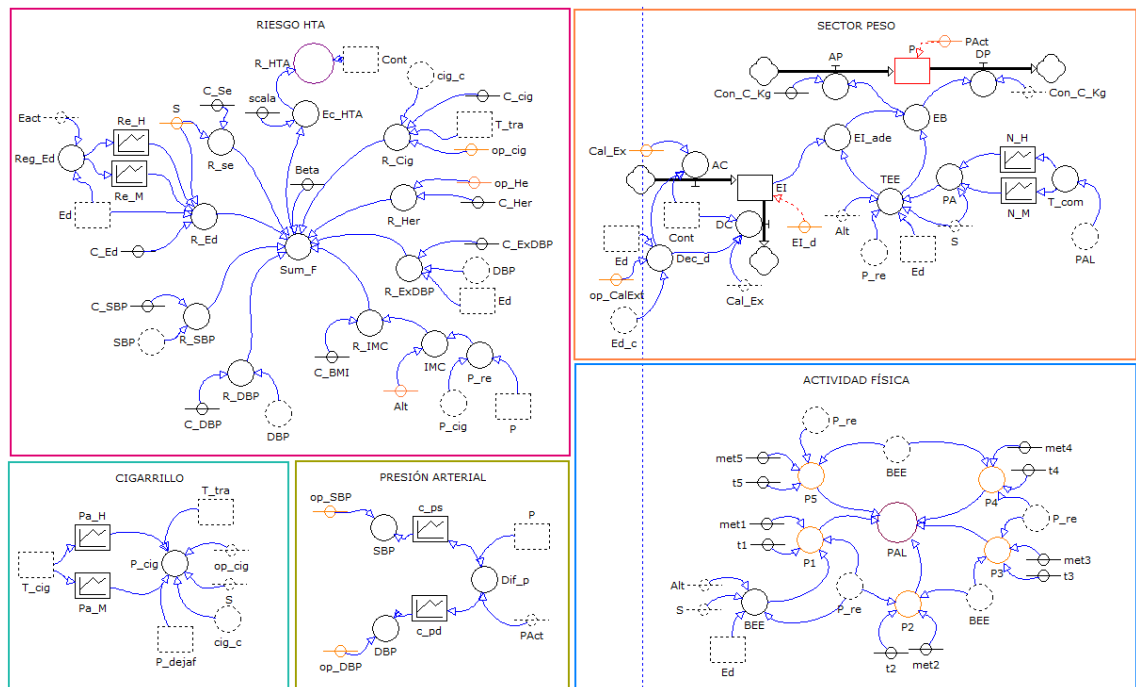 RIESGO HTA
R_HTA
Cont
cig_c
C_Se
S
scala
Ec_HTA
C_cig
T_tra
op_cig
R_Cig
Eact
Re_H
Reg_Ed
Re_M
R_se
Beta
op_He
C_Her
R_Her
Ed
R_Ed
C_Ed
Sum_F
C_ExDBP
DBP
R_ExDBP
Ed
C_SBP
SBP
R_SBP
R_IMC
IMC
P_re
C_BMI
R_DBP
C_DBP
DBP
Alt
P_cig
P
SECTOR PESO
P
PAct
AP
DP
Con_C_Kg
Con_C_Kg
EB
EI_ade
Cal_Ex
AC
EI
TEE
N_H
PA
N_M
T_com
Cont
DC
EI_d
Alt
S
P_re
Ed
PAL
Ed
Dec_d
op_CalExt
Cal_Ex
Ed_c
CIGARRILLO
T_tra
Pa_H
P_cig
op_cig
T_cig
Pa_M
S
cig_c
P_dejaf
PRESIÓN ARTERIAL
op_SBP
c_ps
P
SBP
Dif_p
c_pd
PAct
DBP
op_DBP
ACTIVIDAD FÍSICA
P_re
BEE
met5
t5
P5
met4
t4
P4
met1
t1
P1
PAL
P_re
P3
met3
t3
Alt
S
BEE
P_re
P2
BEE
Ed
t2
met2